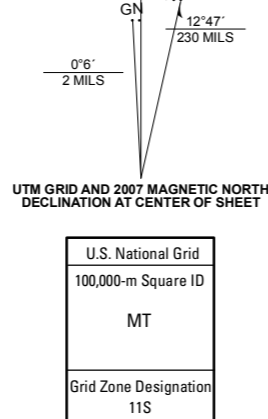 GN
12°47´
230 MILS
0°6´
2 MILS
UTM GRID AND 2007 MAGNETIC NORTH
DECLINATION AT CENTER OF SHEET
U.S. National Grid
100,000-m Square ID
MT
Grid Zone Designation
11S